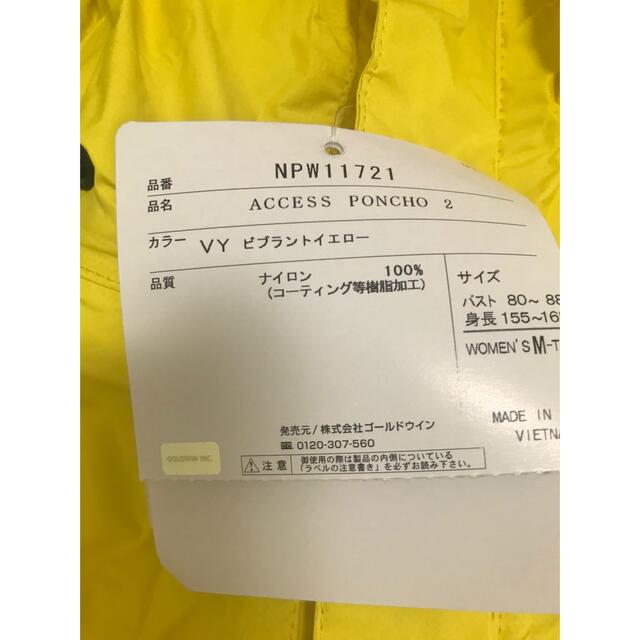 品番 NPW11721
品名 ACCESS PONCHO 2
カラー VY ビブラントイエロー
品質 ナイロン 100%
(コーティング等樹脂加工)
サイズ
バスト 80～88
身長 155～16
WOMEN'S M-T
発売元/株式会社ゴールドウイン
0120-307-560
MADE IN
VIETNA
GOLDWIN INC.
⚠注意 御使用の際は製品の内側についている
「ラベルの注意書き」を必ずお読み下さい。